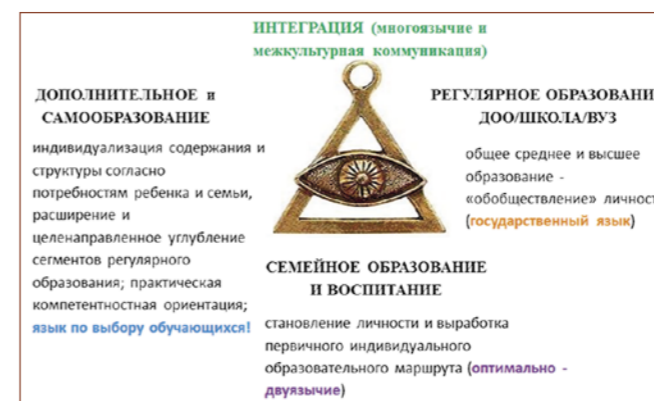 ИНТЕГРАЦИЯ (многоязычие и
межкультурная коммуникация)
ДОПОЛНИТЕЛЬНОЕ и
САМООБРАЗОВАНИЕ
индивидуализация содержания и
структуры согласно
потребностям ребенка и семьи,
расширение и
целенаправленное углубление
сегментов регулярного
образования; практическая
компетентностная ориентация;
язык по выбору обучающихся!
РЕГУЛЯРНОЕ ОБРАЗОВАНИ
ДОО/ШКОЛА/ВУЗ
общее среднее и высшее
образование -
«обобществление» личност
(государственный язык)
СЕМЕЙНОЕ ОБРАЗОВАНИЕ
И ВОСПИТАНИЕ
становление личности и выработка
первичного индивидуального
образовательного маршрута (оптимально -
двуязычие)